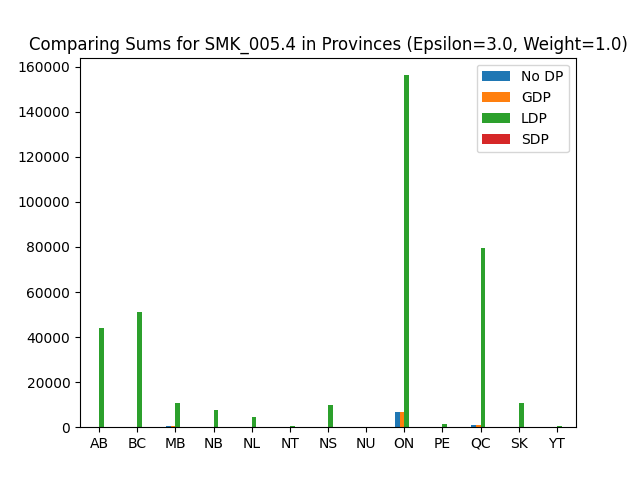 Comparing Sums for SMK_005.4 in Provinces (Epsilon=3.0, Weight=1.0)
160000
140000
120000
100000
80000
60000
40000
20000
0
No DP
GDP
LDP
SDP
AB BC MB NB NL NT NS NU ON PE QC SK YT